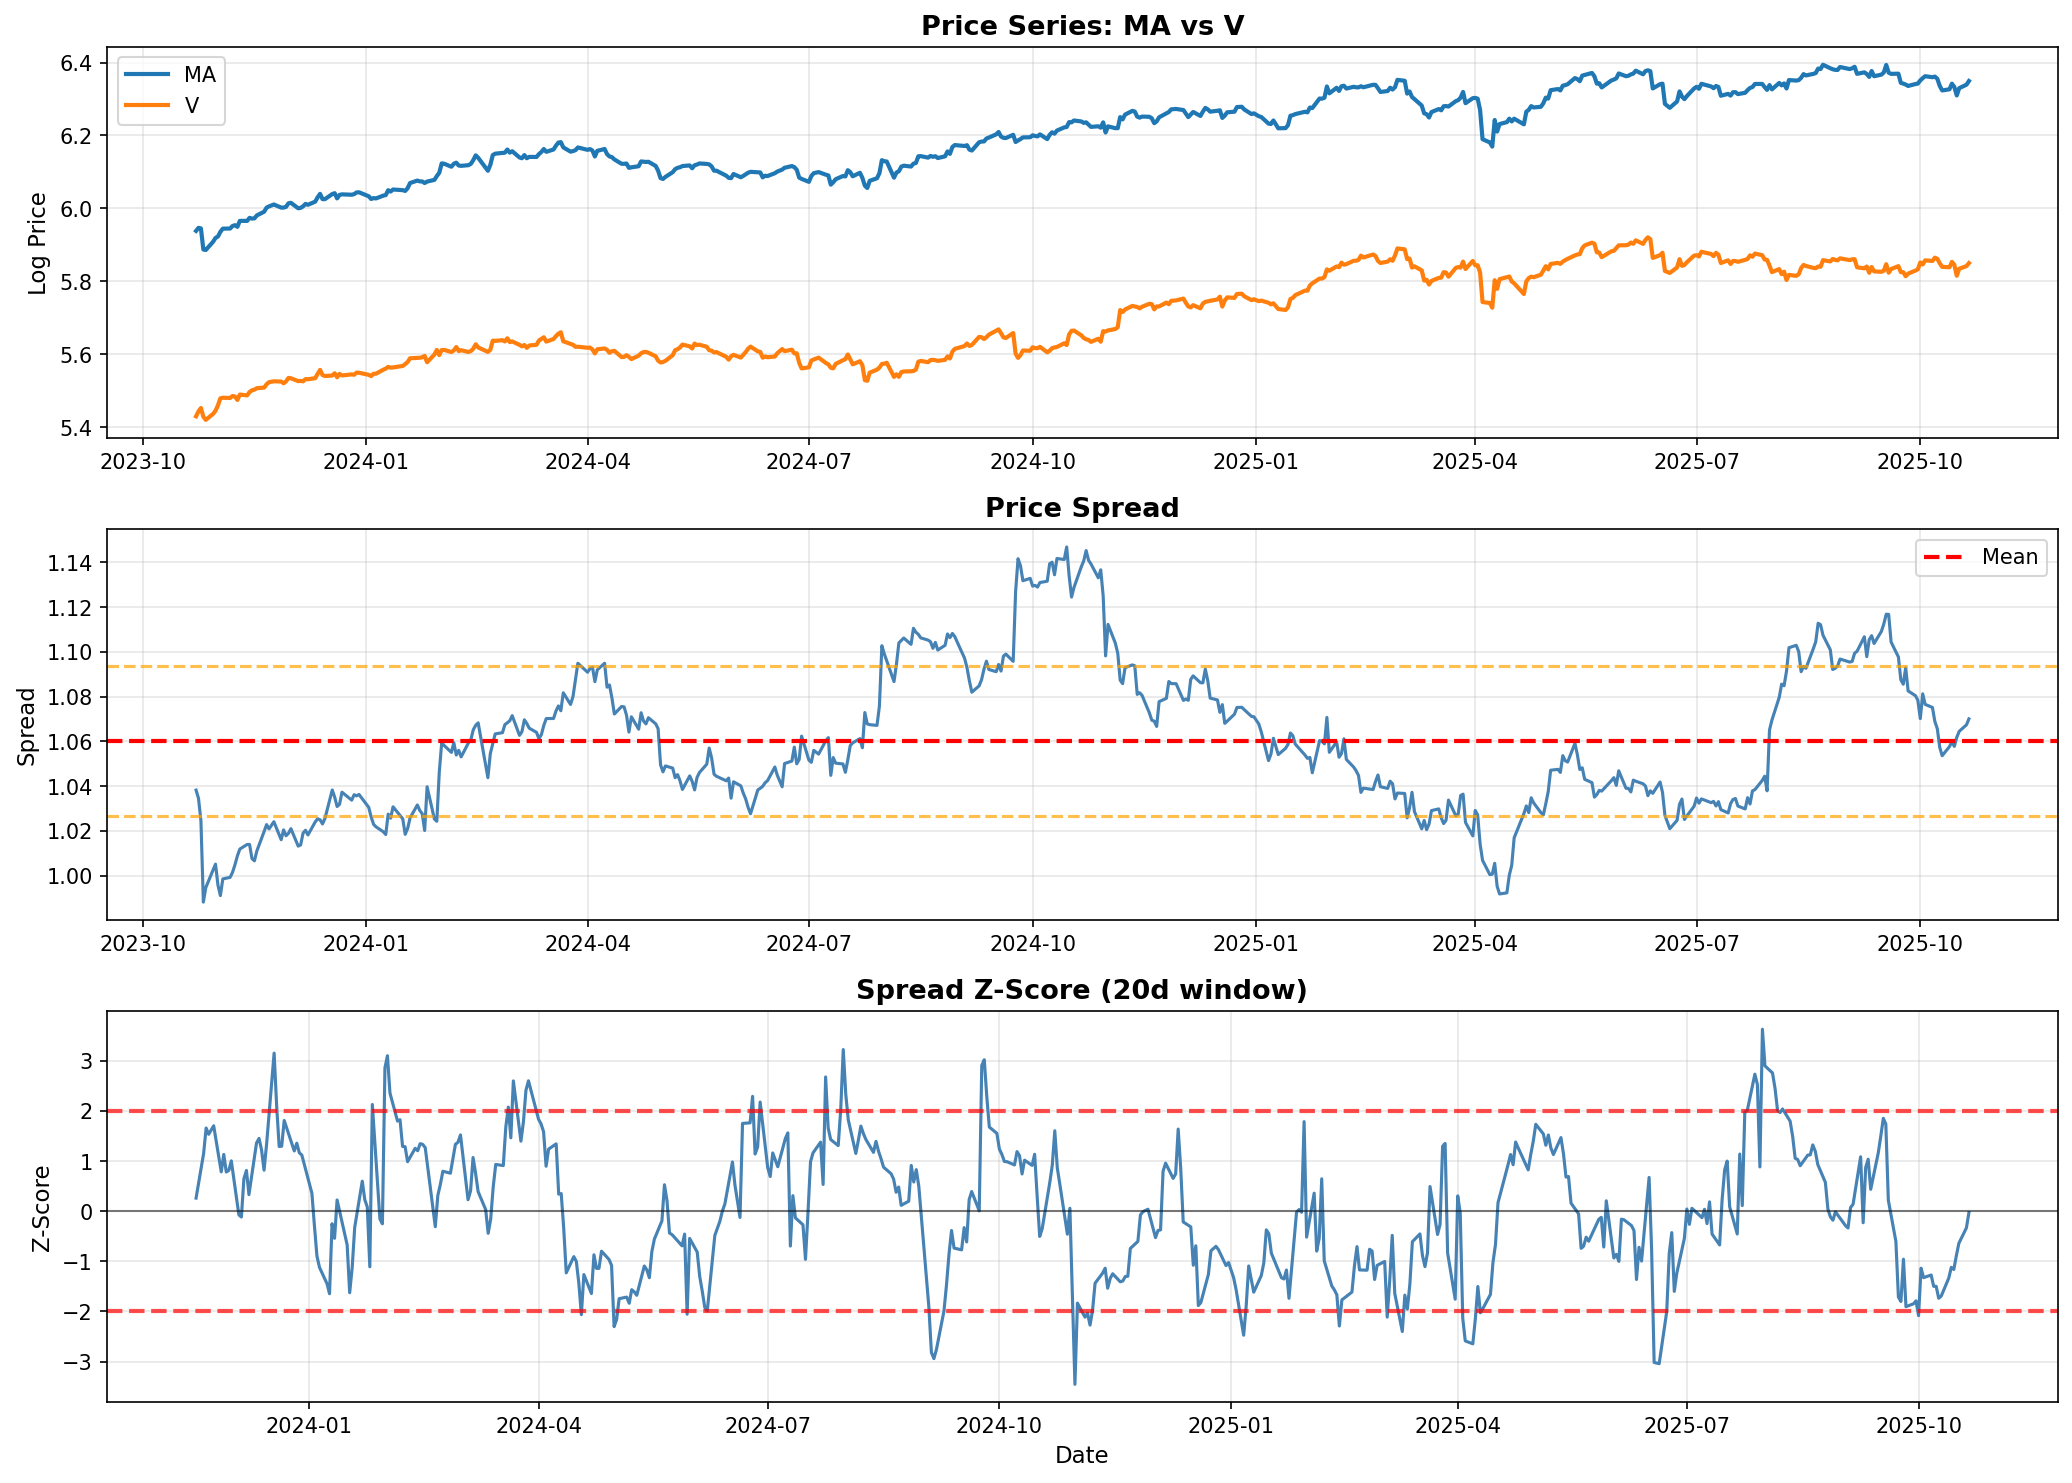 Price Series: MA vs V
MA
V
Log Price
6.4
6.2
6.0
5.8
5.6
5.4
2023-10 2024-01 2024-04 2024-07 2024-10 2025-01 2025-04 2025-07 2025-10
Price Spread
Mean
Spread
1.14
1.12
1.10
1.08
1.06
1.04
1.02
1.00
2023-10 2024-01 2024-04 2024-07 2024-10 2025-01 2025-04 2025-07 2025-10
Spread Z-Score (20d window)
Z-Score
3
2
1
0
−1
−2
−3
2024-01 2024-04 2024-07 2024-10 2025-01 2025-04 2025-07 2025-10
Date